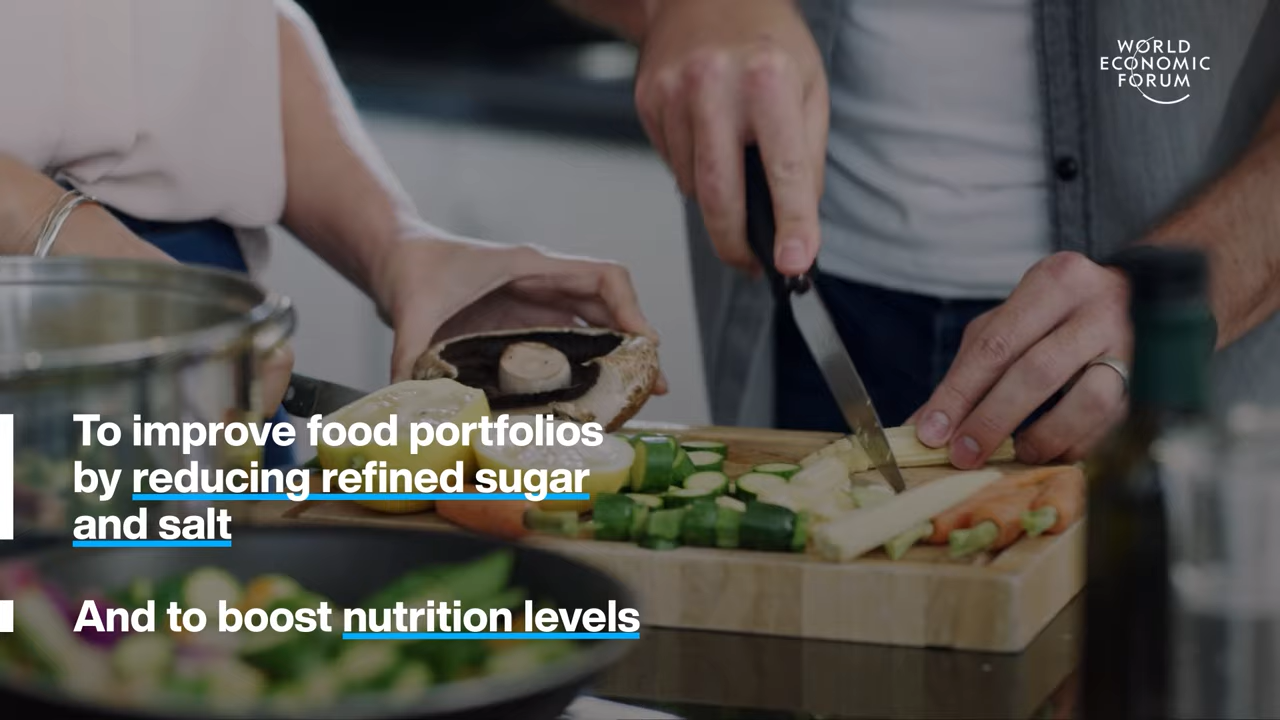 WORLD
ECONOMIC
FORUM
To improve food portfolios
by reducing refined sugar
and salt
And to boost nutrition levels